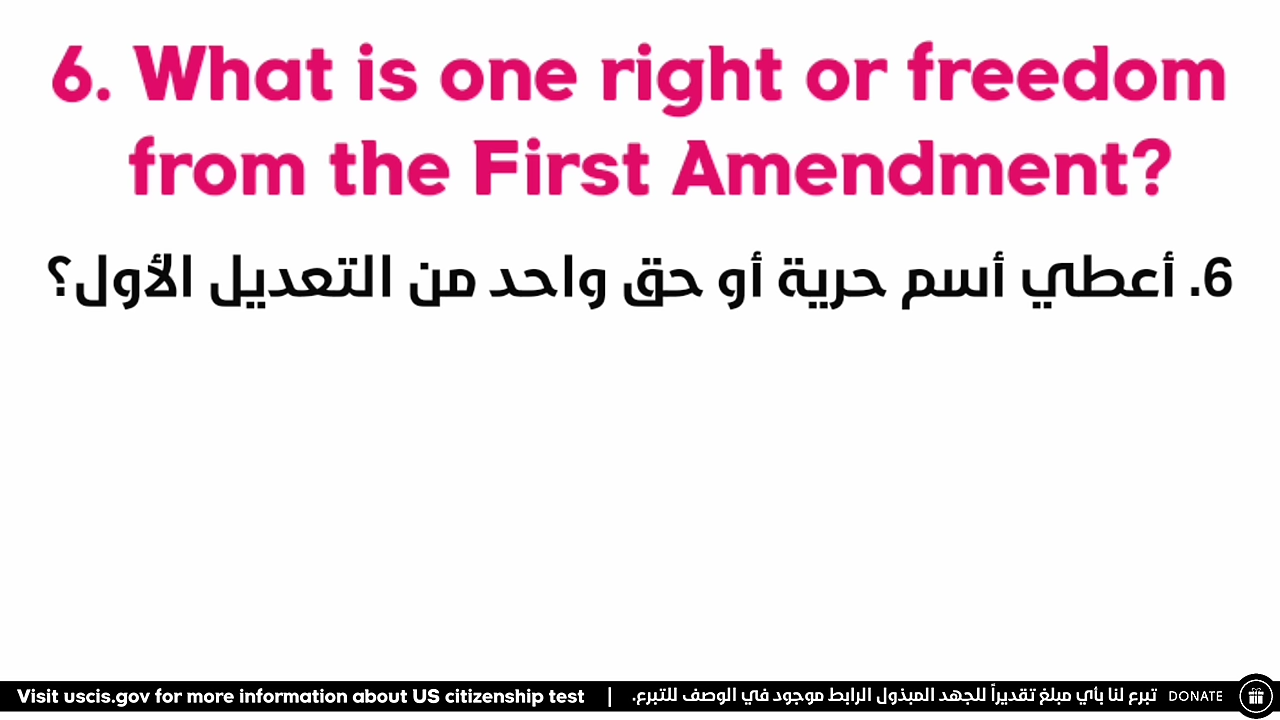 6. What is one right or freedom
from the First Amendment?
6. أعطي أسم حرية أو حق واحد من التعديل الأول؟
Visit uscis.gov for more information about US citizenship test | تبرع لنا بأي مبلغ تقديراً للجهد المبذول الرابط موجود في الوصف للتبرع. DONATE